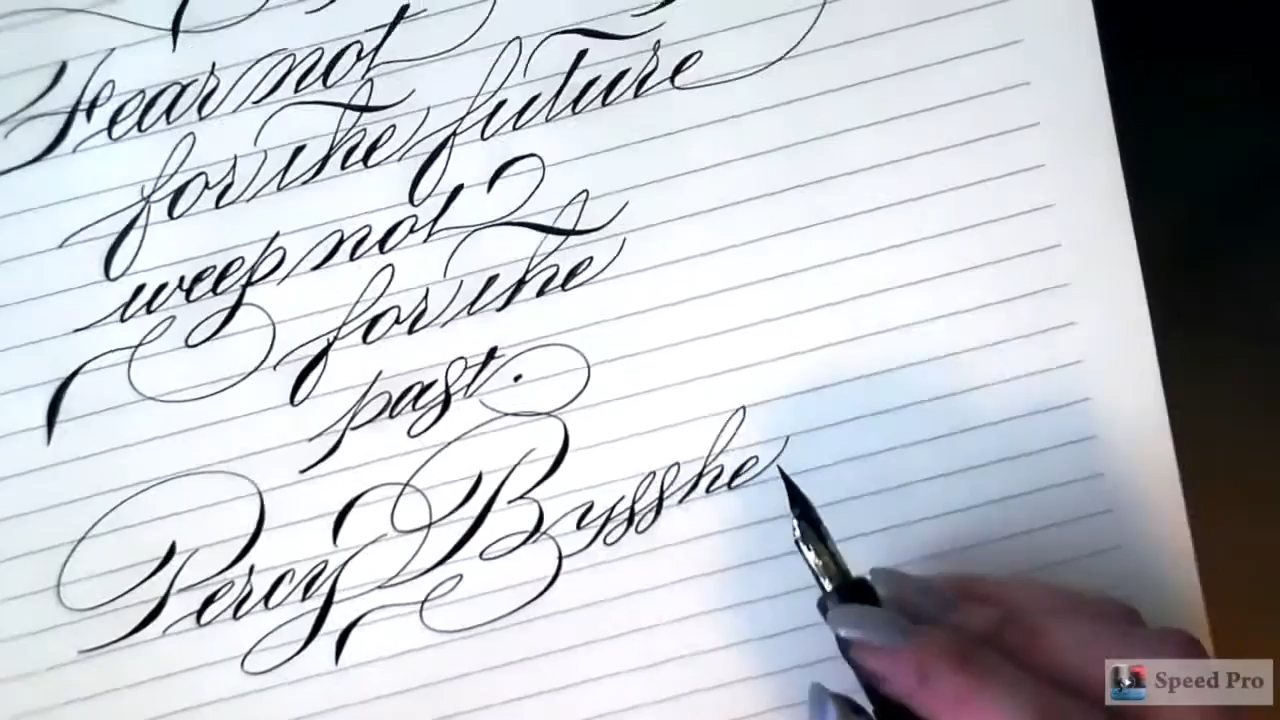 Fear not
for the future
weep not
for the
past.
Percy Bysshe
Speed Pro